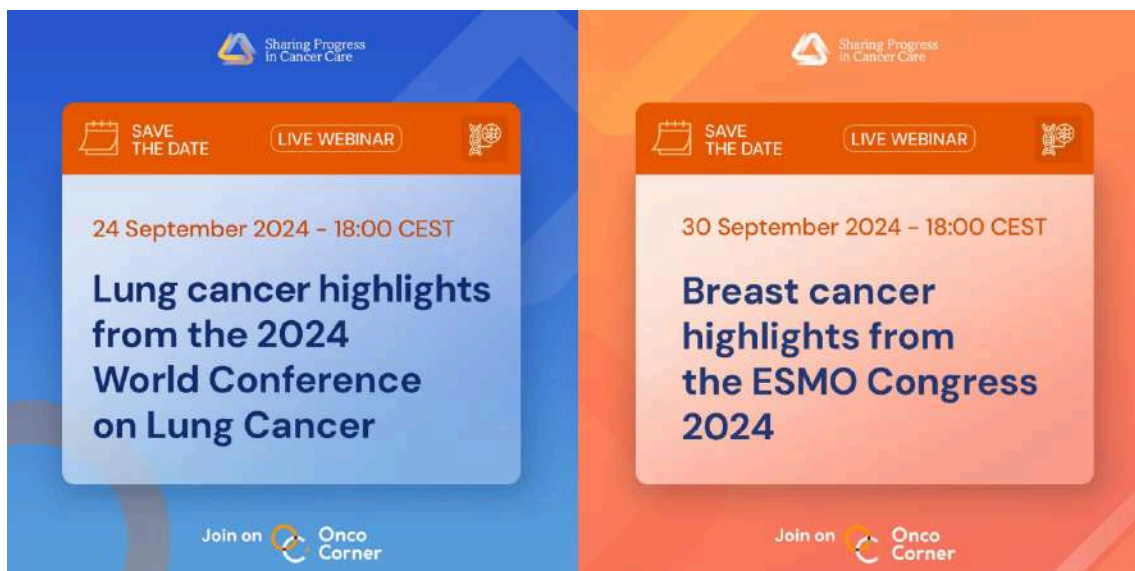 Sharing Progress
in Cancer Care
SAVE
THE DATE
LIVE WEBINAR
24 September 2024 - 18:00 CEST
Lung cancer highlights
from the 2024
World Conference
on Lung Cancer
Join on
Onco
Corner
Sharing Progress
in Cancer Care
SAVE
THE DATE
LIVE WEBINAR
30 September 2024 - 18:00 CEST
Breast cancer
highlights from
the ESMO Congress
2024
Join on
Onco
Corner